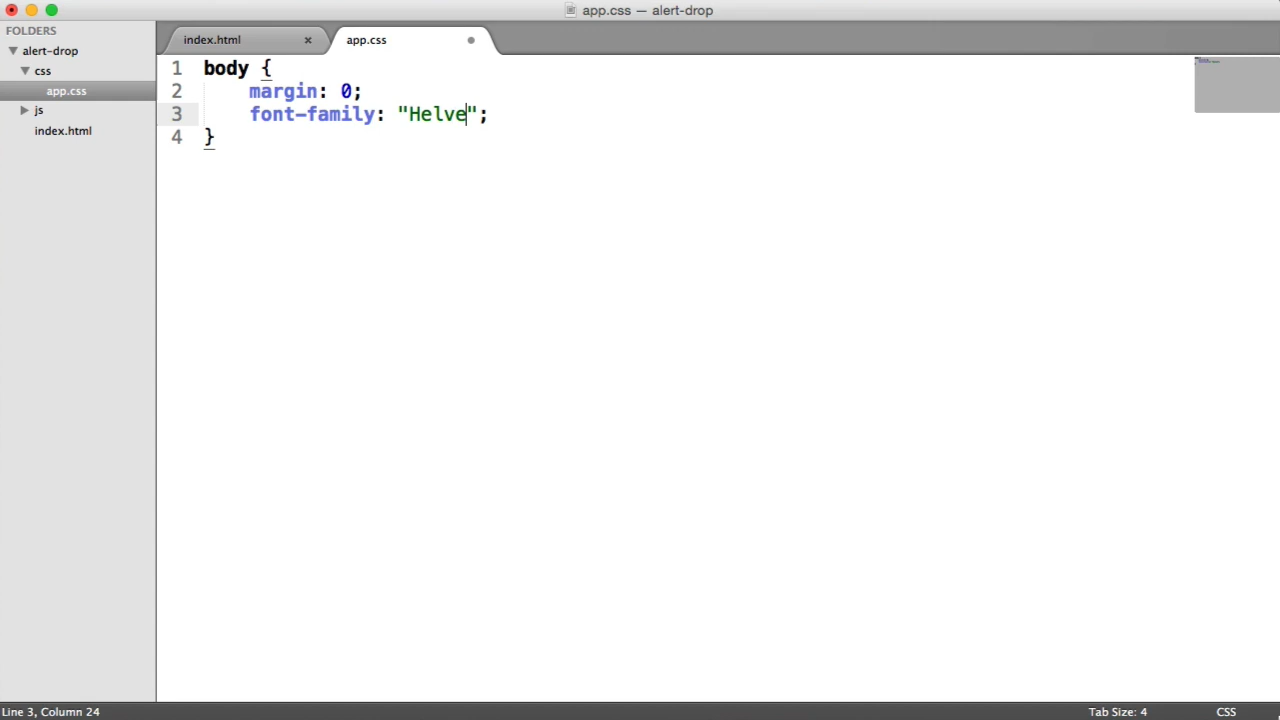 app.css — alert-drop
FOLDERS
alert-drop
css
app.css
js
index.html
index.html
app.css
1 body {
2     margin: 0;
3     font-family: "Helve";
4 }
Line 3, Column 24
Tab Size: 4
CSS